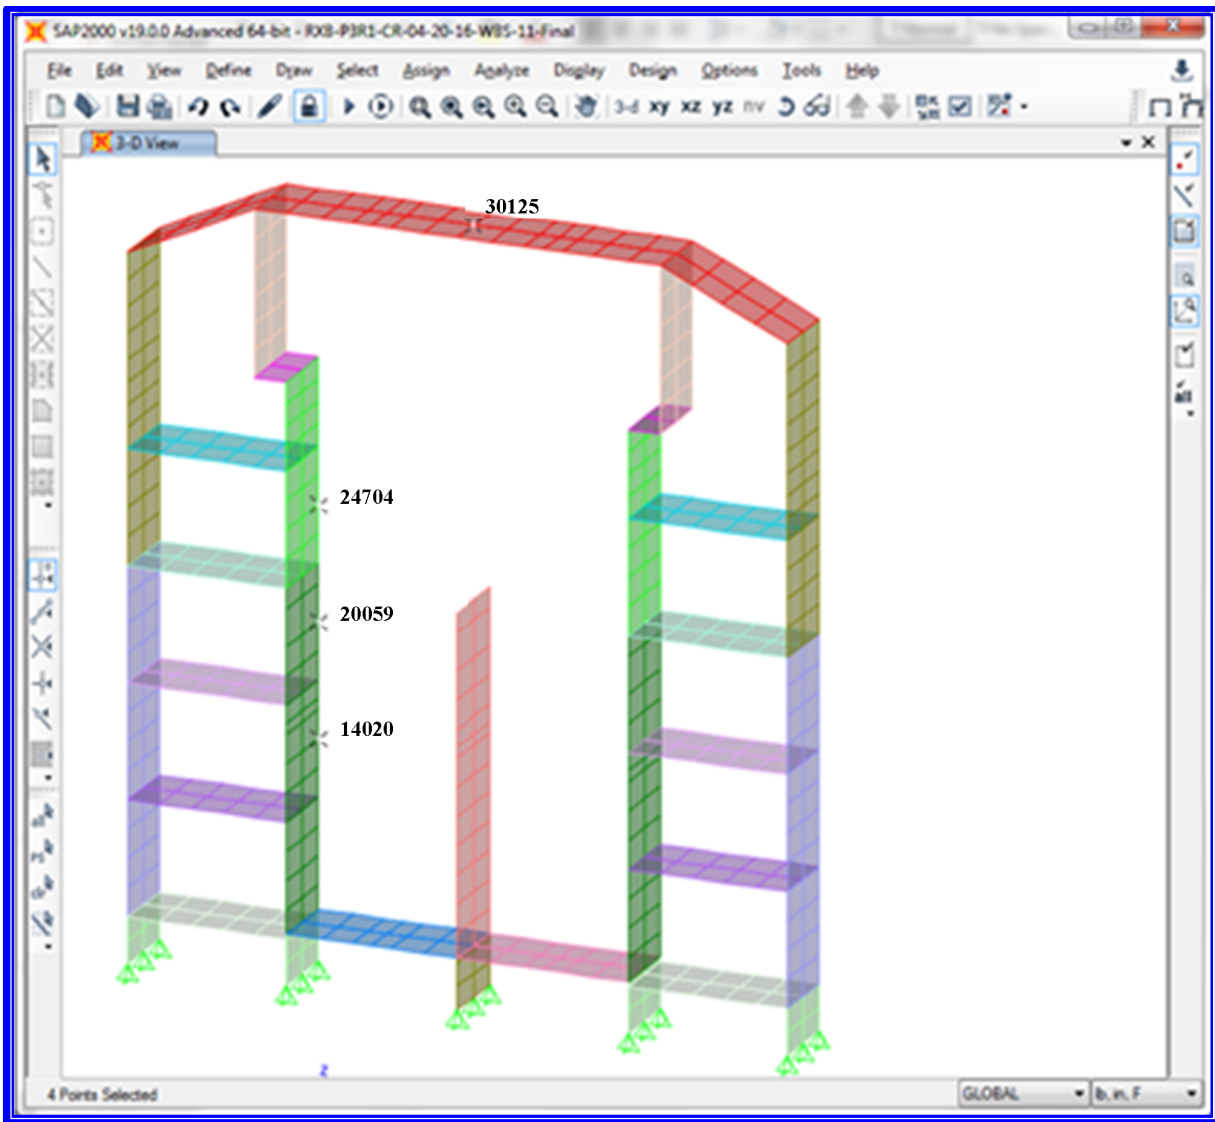 SAP2000 v19.0.0 Advanced 64-bit - RXB-P3R1-CR-04-20-16-WBS-11-Final
File Edit View Define Draw Select Assign Analyze Display Design Options Tools Help
3-d xy xz yz nv
3-D View
30125
24704
20059
14020
all
z
4 Points Selected
GLOBAL
lb, in, F